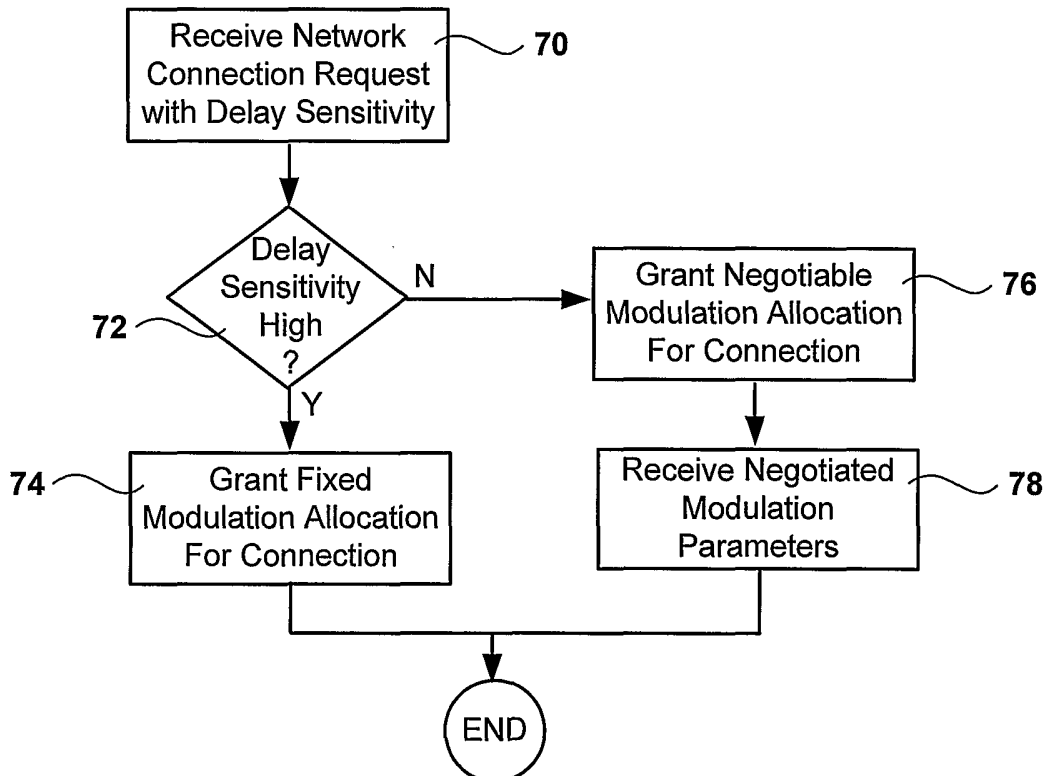 Receive Network
Connection Request
with Delay Sensitivity
70
Delay
Sensitivity
High
?
72
N
Y
Grant Negotiable
Modulation Allocation
For Connection
76
Grant Fixed
Modulation Allocation
For Connection
74
Receive Negotiated
Modulation
Parameters
78
END